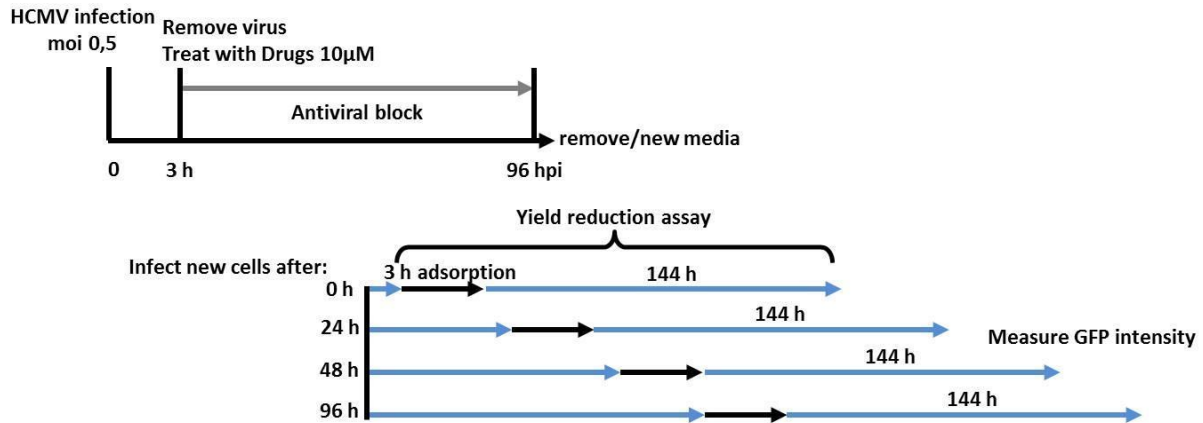 HCMV infection
moi 0,5
Remove virus
Treat with Drugs 10µM
Antiviral block
remove/new media
0
3 h
96 hpi
Yield reduction assay
Infect new cells after:
3 h adsorption
144 h
0 h
144 h
24 h
Measure GFP intensity
144 h
48 h
144 h
96 h